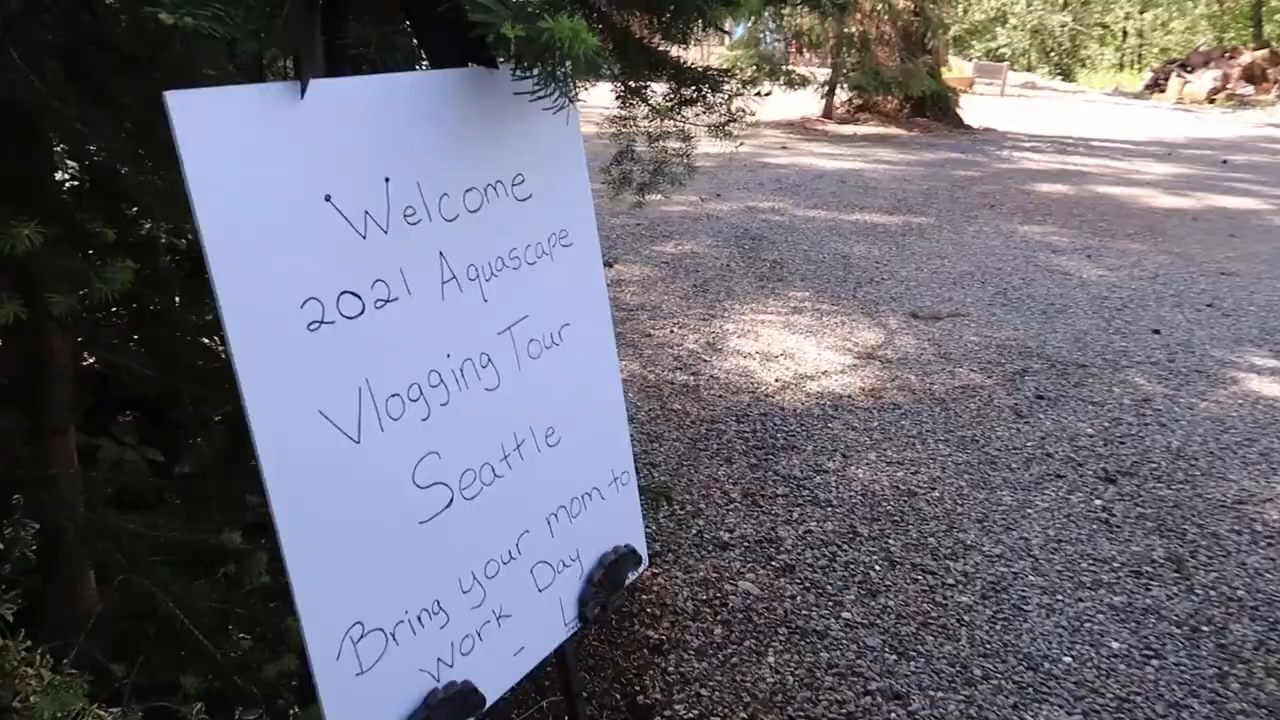 Welcome
2021 Aquascape
Vlogging Tour
Seattle
Bring your mom to
work Day